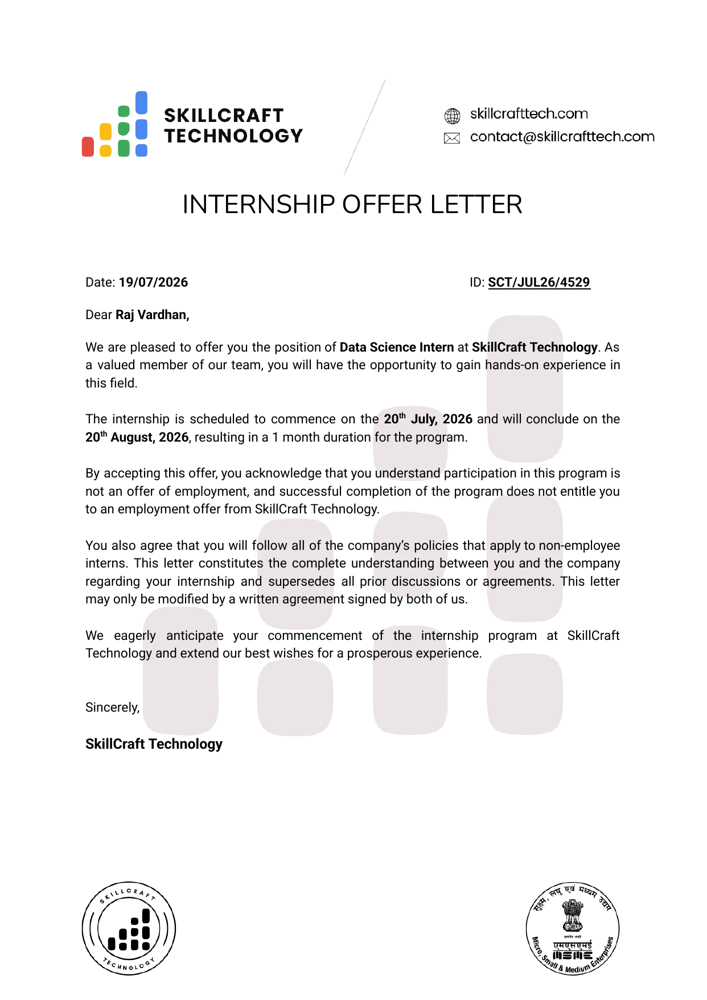 SKILLCRAFT
TECHNOLOGY
skillcrafttech.com
contact@skillcrafttech.com
INTERNSHIP OFFER LETTER
Date: 19/07/2026 ID: SCT/JUL26/4529
Dear Raj Vardhan,
We are pleased to offer you the position of Data Science Intern at SkillCraft Technology. As
a valued member of our team, you will have the opportunity to gain hands-on experience in
this field.
The internship is scheduled to commence on the 20th July, 2026 and will conclude on the
20th August, 2026, resulting in a 1 month duration for the program.
By accepting this offer, you acknowledge that you understand participation in this program is
not an offer of employment, and successful completion of the program does not entitle you
to an employment offer from SkillCraft Technology.
You also agree that you will follow all of the company’s policies that apply to non-employee
interns. This letter constitutes the complete understanding between you and the company
regarding your internship and supersedes all prior discussions or agreements. This letter
may only be modified by a written agreement signed by both of us.
We eagerly anticipate your commencement of the internship program at SkillCraft
Technology and extend our best wishes for a prosperous experience.
Sincerely,
SkillCraft Technology
SKILLCRAFT
TECHNOLOGY
सूक्ष्म, लघु एवं मध्यम उद्यम
सत्यमेव जयते
एमएसएमई
MSME
Micro, Small & Medium Enterprises